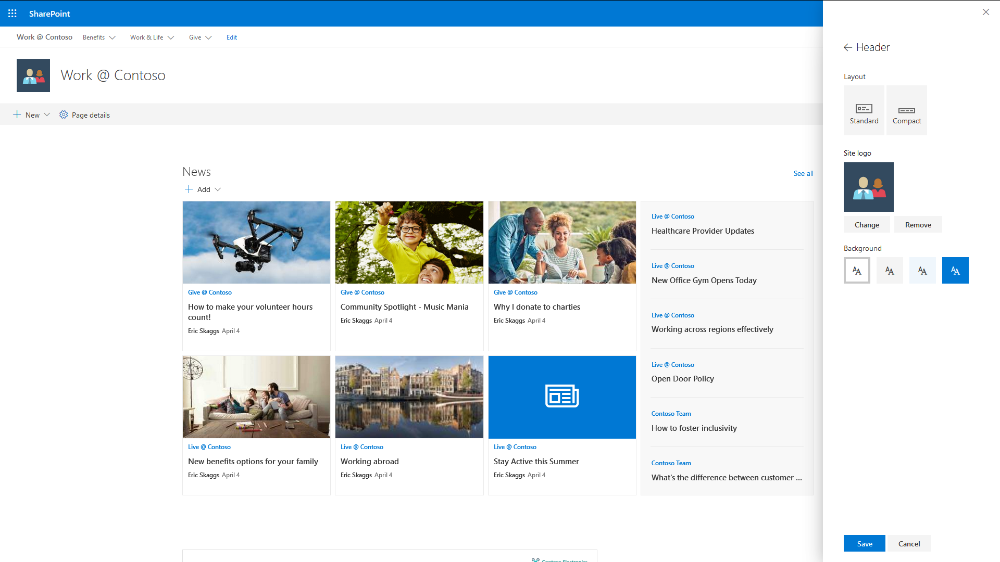 SharePoint
Work @ Contoso Benefits Work & Life Give Edit
Work @ Contoso
New Page details
News
See all
Add
Give @ Contoso
How to make your volunteer hours
count!
Eric Skaggs April 4
Give @ Contoso
Community Spotlight - Music Mania
Eric Skaggs April 4
Give @ Contoso
Why I donate to charties
Eric Skaggs April 4
Live @ Contoso
New benefits options for your family
Eric Skaggs April 4
Live @ Contoso
Working abroad
Eric Skaggs April 4
Live @ Contoso
Stay Active this Summer
Eric Skaggs April 4
Live @ Contoso
Healthcare Provider Updates
Live @ Contoso
New Office Gym Opens Today
Live @ Contoso
Working across regions effectively
Live @ Contoso
Open Door Policy
Contoso Team
How to foster inclusivity
Contoso Team
What's the difference between customer ...
Contoso Electronics
Header
Layout
Standard Compact
Site logo
Change Remove
Background
AA AA AA AA
Save Cancel